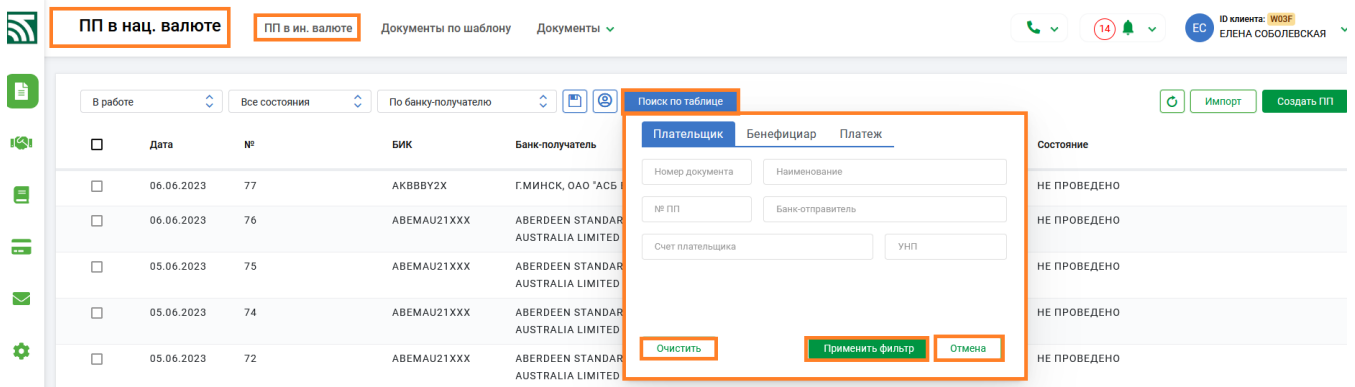 ПП в нац. валюте
ПП в ин. валюте
Документы по шаблону
Документы
14
ЕС
ID клиента: W03F
ЕЛЕНА СОБОЛЕВСКАЯ
В работе
Все состояния
По банку-получателю
Поиск по таблице
Импорт
Создать ПП
Дата
№
БИК
Банк-получатель
Состояние
Плательщик
Бенефициар
Платеж
Номер документа
Наименование
№ ПП
Банк-отправитель
Счет плательщика
УНП
Очистить
Применить фильтр
Отмена
06.06.2023 77 AKBBBY2X Г.МИНСК, ОАО "АСБ НЕ ПРОВЕДЕНО
06.06.2023 76 ABEMAU21XXX ABERDEEN STANDAR НЕ ПРОВЕДЕНО
AUSTRALIA LIMITED
05.06.2023 75 ABEMAU21XXX ABERDEEN STANDAR НЕ ПРОВЕДЕНО
AUSTRALIA LIMITED
05.06.2023 74 ABEMAU21XXX ABERDEEN STANDAR НЕ ПРОВЕДЕНО
AUSTRALIA LIMITED
05.06.2023 72 ABEMAU21XXX ABERDEEN STANDAR НЕ ПРОВЕДЕНО
AUSTRALIA LIMITED